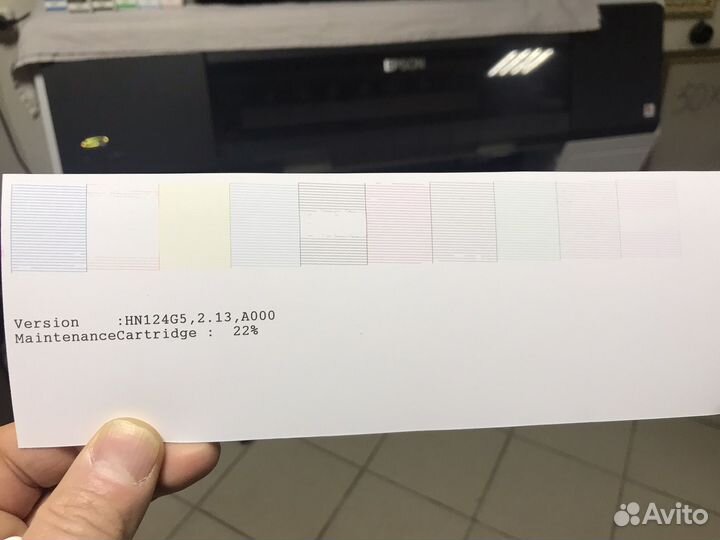 EPSON
Version    :HN124G5,2.13,A000
MaintenanceCartridge :  22%
Avito